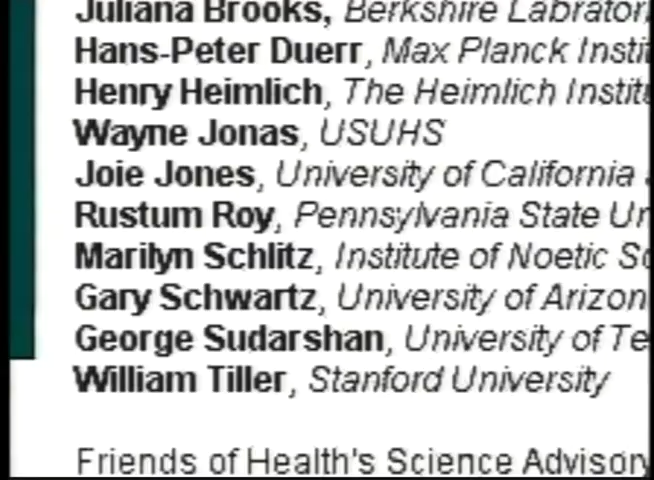 Juliana Brooks, Berkshire Labrator
Hans-Peter Duerr, Max Planck Instit
Henry Heimlich, The Heimlich Institu
Wayne Jonas, USUHS
Joie Jones, University of California
Rustum Roy, Pennsylvania State Un
Marilyn Schlitz, Institute of Noetic Sc
Gary Schwartz, University of Arizon
George Sudarshan, University of Te
William Tiller, Stanford University
Friends of Health's Science Advisory